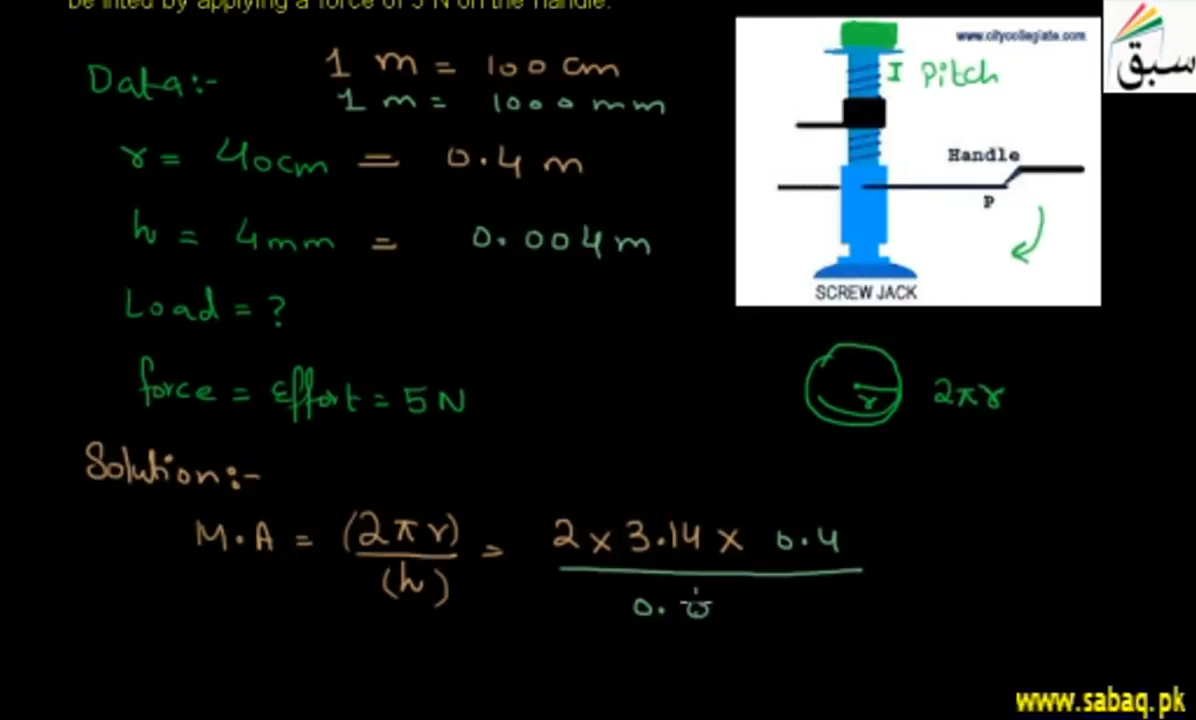 be lifted by applying a force of 5 N on the handle.
www.citycollegiate.com
سبق
Data:-
1 m = 100 cm
1 m = 1000 mm
I Pitch
r = 40cm = 0.4 m
Handle
P
h = 4mm = 0.004m
SCREW JACK
Load = ?
force = Effort = 5 N
r
2πr
Solution:-
M.A = (2πr) = 2 x 3.14 x 0.4
(h) 0.
www.sabaq.pk